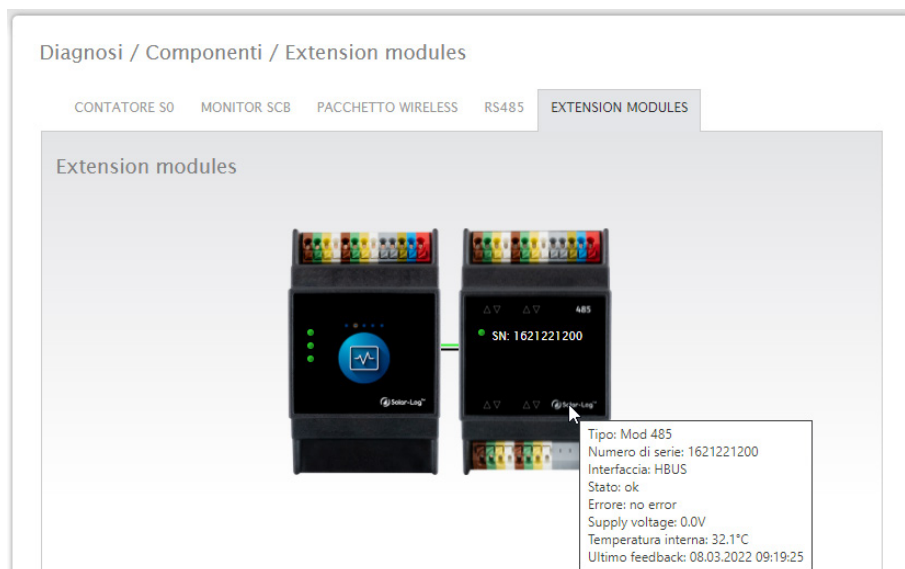 Diagnosi / Componenti / Extension modules
CONTATORE S0 MONITOR SCB PACCHETTO WIRELESS RS485 EXTENSION MODULES
Extension modules
485
SN: 1621221200
Solar-Log™
Solar-Log™
Tipo: Mod 485
Numero di serie: 1621221200
Interfaccia: HBUS
Stato: ok
Errore: no error
Supply voltage: 0.0V
Temperatura interna: 32.1°C
Ultimo feedback: 08.03.2022 09:19:25